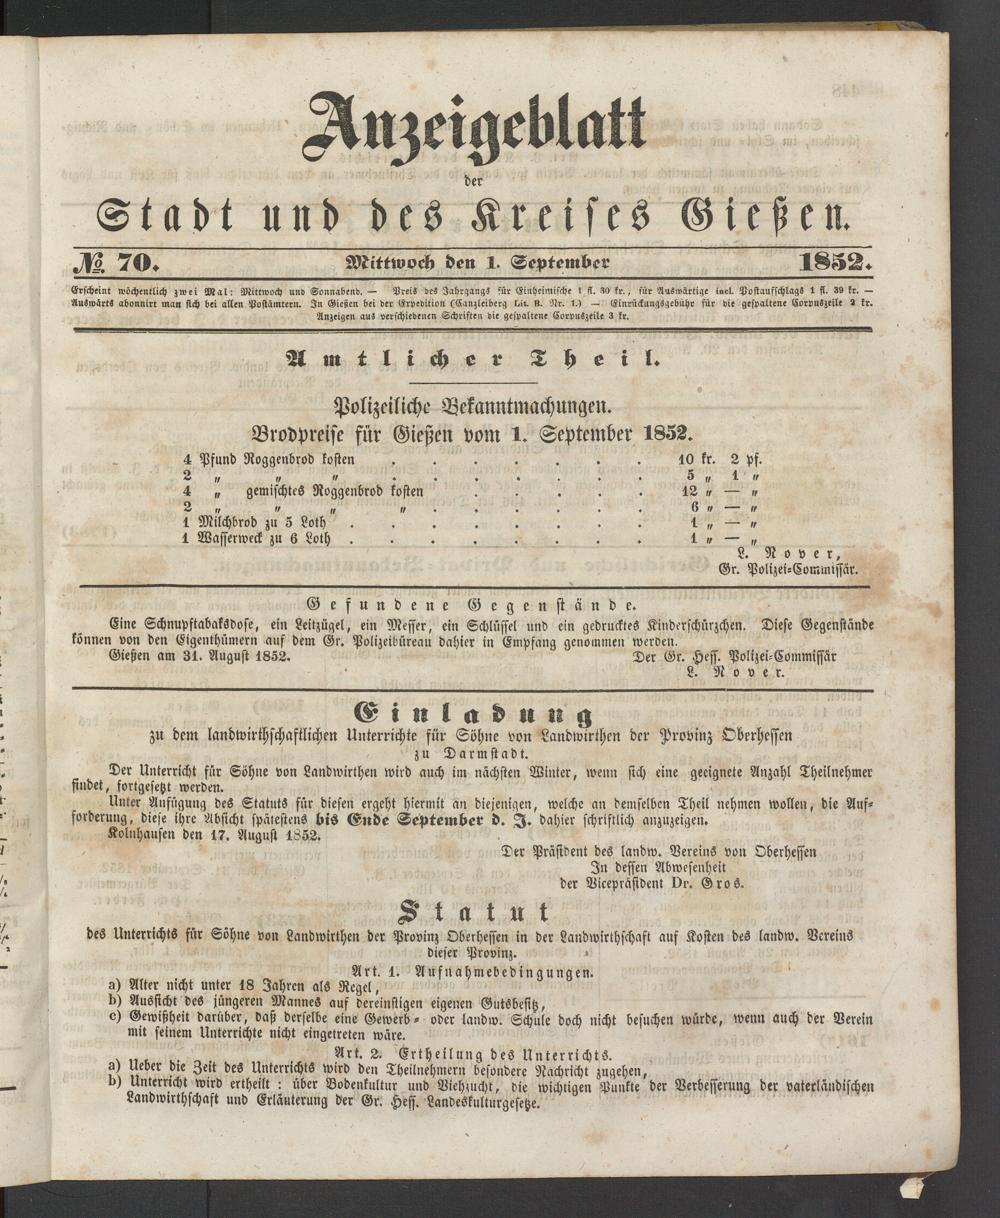 Anzeigeblatt
der
Stadt und des Kreises Gießen.
No. 70. Mittwoch den 1. September 1852.
Erscheint wöchentlich zwei Mal: Mittwoch und Sonnabend. — Preis des Jahrgangs für Einheimische 1 fl. 30 kr., für Auswärtige incl. Postaufschlags 1 fl. 39 kr. —
Auswärts abonnirt man sich bei allen Postämtern. In Gießen bei der Expedition (Canzleiberg Lit. B. Nr. 1.) — Einrückungsgebühr für die gespaltene Corpuszeile 2 kr.
Anzeigen aus verschiedenen Schriften die gespaltene Corpuszeile 3 kr.
Amtlicher Theil.
Polizeiliche Bekanntmachungen.
Brodpreise für Gießen vom 1. September 1852.
4 Pfund Roggenbrod kosten . . . . . . . 10 kr. 2 pf.
2 „ „ „ . . . . . . . 5 „ 1 „
4 „ gemischtes Roggenbrod kosten . . . . . 12 „ — „
2 „ „ „ „ . . . . . . 6 „ — „
1 Milchbrod zu 5 Loth . . . . . . . . 1 „ — „
1 Wasserweck zu 6 Loth . . . . . . . . 1 „ — „
L. Nover,
Gr. Polizei-Commissär.
Gefundene Gegenstände.
Eine Schnupftabaksdose, ein Leitzügel, ein Messer, ein Schlüssel und ein gedrucktes Kinderschürzchen. Diese Gegenstände
können von den Eigenthümern auf dem Gr. Polizeibüreau dahier in Empfang genommen werden.
Gießen am 31. August 1852. Der Gr. Hess. Polizei-Commissär
L. Nover.
Einladung
zu dem landwirthschaftlichen Unterrichte für Söhne von Landwirthen der Provinz Oberhessen
zu Darmstadt.
Der Unterricht für Söhne von Landwirthen wird auch im nächsten Winter, wenn sich eine geeignete Anzahl Theilnehmer
findet, fortgesetzt werden.
Unter Anfügung des Statuts für diesen ergeht hiermit an diejenigen, welche an demselben Theil nehmen wollen, die Auf-
forderung, diese ihre Absicht spätestens bis Ende September d. J. dahier schriftlich anzuzeigen.
Kolnhausen den 17. August 1852.
Der Präsident des landw. Vereins von Oberhessen
In dessen Abwesenheit
der Vicepräsident Dr. Gros.
Statut
des Unterrichts für Söhne von Landwirthen der Provinz Oberhessen in der Landwirthschaft auf Kosten des landw. Vereins
dieser Provinz.
Art. 1. Aufnahmebedingungen.
a) Alter nicht unter 18 Jahren als Regel,
b) Aussicht des jüngeren Mannes auf dereinstigen eigenen Gutsbesitz,
c) Gewißheit darüber, daß derselbe eine Gewerb- oder landw. Schule doch nicht besuchen würde, wenn auch der Verein
mit seinem Unterrichte nicht eingetreten wäre.
Art. 2. Ertheilung des Unterrichts.
a) Ueber die Zeit des Unterrichts wird den Theilnehmern besondere Nachricht zugehen,
b) Unterricht wird ertheilt: über Bodenkultur und Viehzucht, die wichtigen Punkte der Verbesserung der vaterländischen
Landwirthschaft und Erläuterung der Gr. Hess. Landeskulturgesetze.